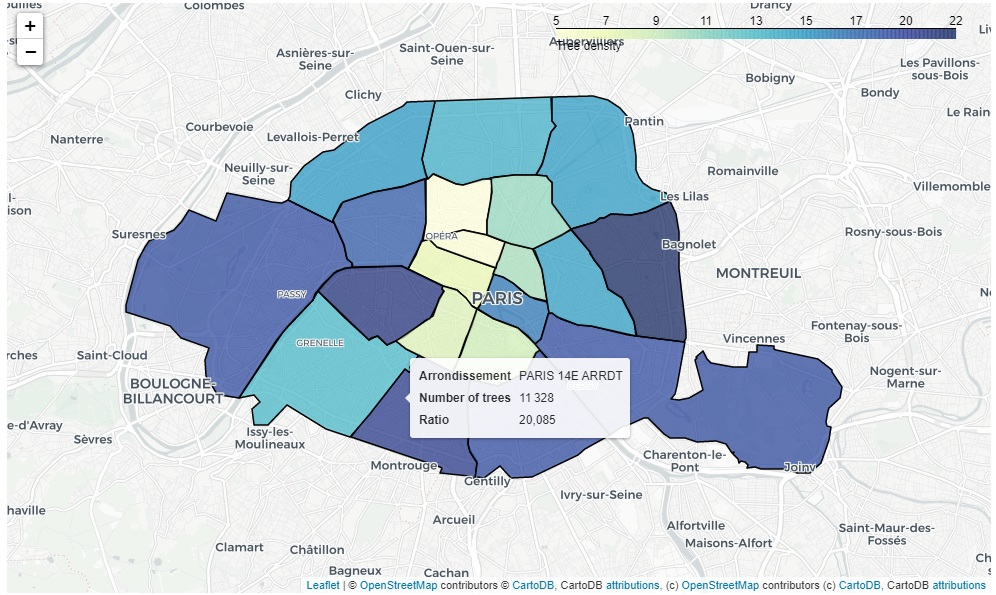 Colombes
Drancy
+
−
5 7 9 11 13 15 17 20 22
Tree density
Aubervilliers
Asnières-sur-
Seine
Saint-Ouen-sur-
Seine
Les Pavillons-
sous-Bois
Bobigny
Bondy
Clichy
Le Rain
Nanterre
Courbevoie
Levallois-Perret
Pantin
Neuilly-sur-
Seine
Romainville
Villemomble
Les Lilas
Suresnes
OPÉRA
Rosny-sous-Bois
Bagnolet
MONTREUIL
PASSY
PARIS
Saint-Cloud
GRENELLE
Vincennes
Fontenay-sous-
Bois
BOULOGNE-
BILLANCOURT
Nogent-sur-
Marne
Arrondissement PARIS 14E ARRDT
Number of trees 11 328
Ratio 20,085
e-d'Avray
Sèvres
Issy-les-
Moulineaux
Montrouge
Gentilly
Charenton-le-
Pont
Joinv
Ivry-sur-Seine
Arcueil
Alfortville
Maisons-Alfort
Saint-Maur-des-
Fossés
haville
Clamart
Châtillon
Bagneux
Cachan
Leaflet | © OpenStreetMap contributors © CartoDB, CartoDB attributions, (c) OpenStreetMap contributors (c) CartoDB, CartoDB attributions